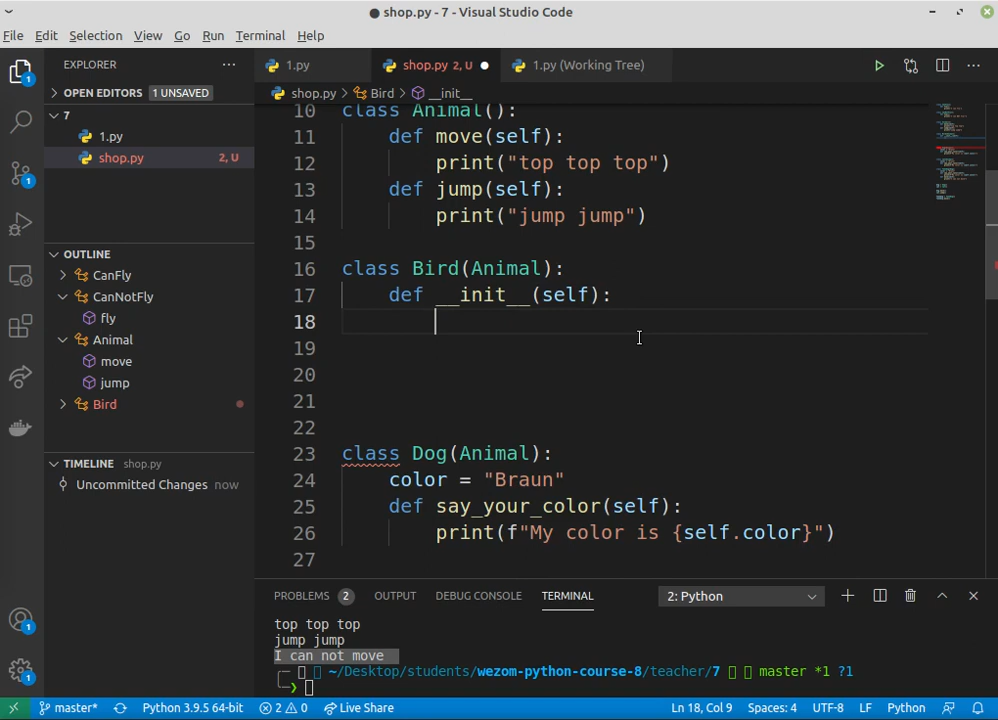 shop.py - 7 - Visual Studio Code
File Edit Selection View Go Run Terminal Help
EXPLORER
1.py
shop.py 2, U
1.py (Working Tree)
OPEN EDITORS 1 UNSAVED
shop.py > Bird > __init__
7
1.py
shop.py 2, U
OUTLINE
CanFly
CanNotFly
fly
Animal
move
jump
Bird
TIMELINE shop.py
Uncommitted Changes now
10 class Animal():
11 def move(self):
12 print("top top top")
13 def jump(self):
14 print("jump jump")
15
16 class Bird(Animal):
17 def __init__(self):
18
19
20
21
22
23 class Dog(Animal):
24 color = "Braun"
25 def say_your_color(self):
26 print(f"My color is {self.color}")
27
PROBLEMS 2 OUTPUT DEBUG CONSOLE TERMINAL 2: Python
top top top
jump jump
I can not move
~/Desktop/students/wezom-python-course-8/teacher/7 master *1 ?1
1
1
1
1
master* Python 3.9.5 64-bit 2 0 Live Share Ln 18, Col 9 Spaces: 4 UTF-8 LF Python